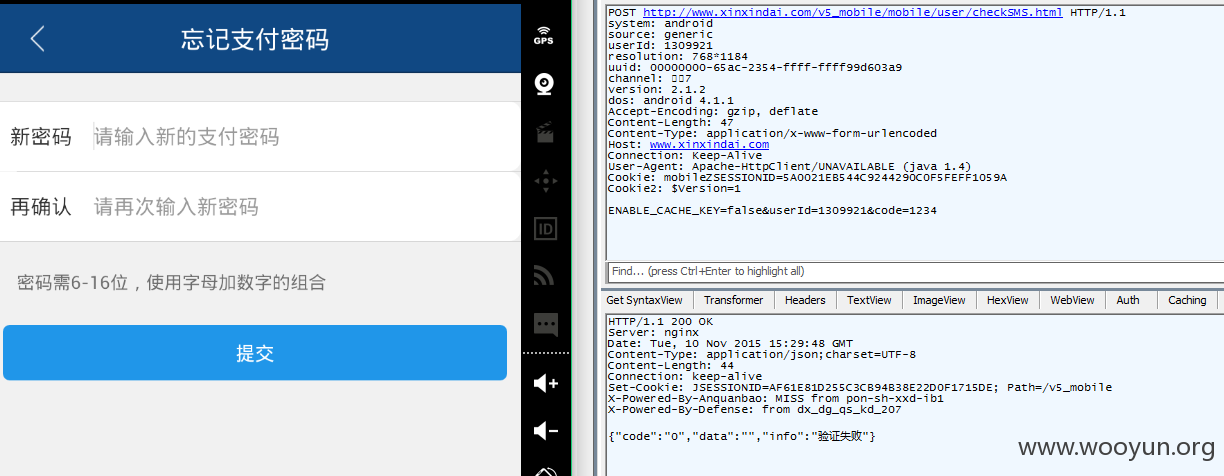 忘记支付密码
新密码 请输入新的支付密码
再确认 请再次输入新密码
密码需6-16位，使用字母加数字的组合
提交
GPS
ID
POST http://www.xinxindai.com/v5_mobile/mobile/user/checkSMS.html HTTP/1.1
system: android
source: generic
userId: 1309921
resolution: 768*1184
uuid: 00000000-65ac-2354-ffff-ffff99d603a9
channel: 7
version: 2.1.2
dos: android 4.1.1
Accept-Encoding: gzip, deflate
Content-Length: 47
Content-Type: application/x-www-form-urlencoded
Host: www.xinxindai.com
Connection: Keep-Alive
User-Agent: Apache-HttpClient/UNAVAILABLE (java 1.4)
Cookie: mobileZSESSIONID=5A0021EB544C9244290C0F5FEFF1059A
Cookie2: $Version=1
ENABLE_CACHE_KEY=false&userId=1309921&code=1234
Find... (press Ctrl+Enter to highlight all)
Get SyntaxView Transformer Headers TextView ImageView HexView WebView Auth Caching
HTTP/1.1 200 OK
Server: nginx
Date: Tue, 10 Nov 2015 15:29:48 GMT
Content-Type: application/json;charset=UTF-8
Content-Length: 44
Connection: keep-alive
Set-Cookie: JSESSIONID=AF61E81D255C3CB94B38E22D0F1715DE; Path=/v5_mobile
X-Powered-By-Anquanbao: MISS from pon-sh-xxd-ib1
X-Powered-By-Defense: from dx_dg_qs_kd_207
{"code":"0","data":"","info":"验证失败"}
www.wooyun.org